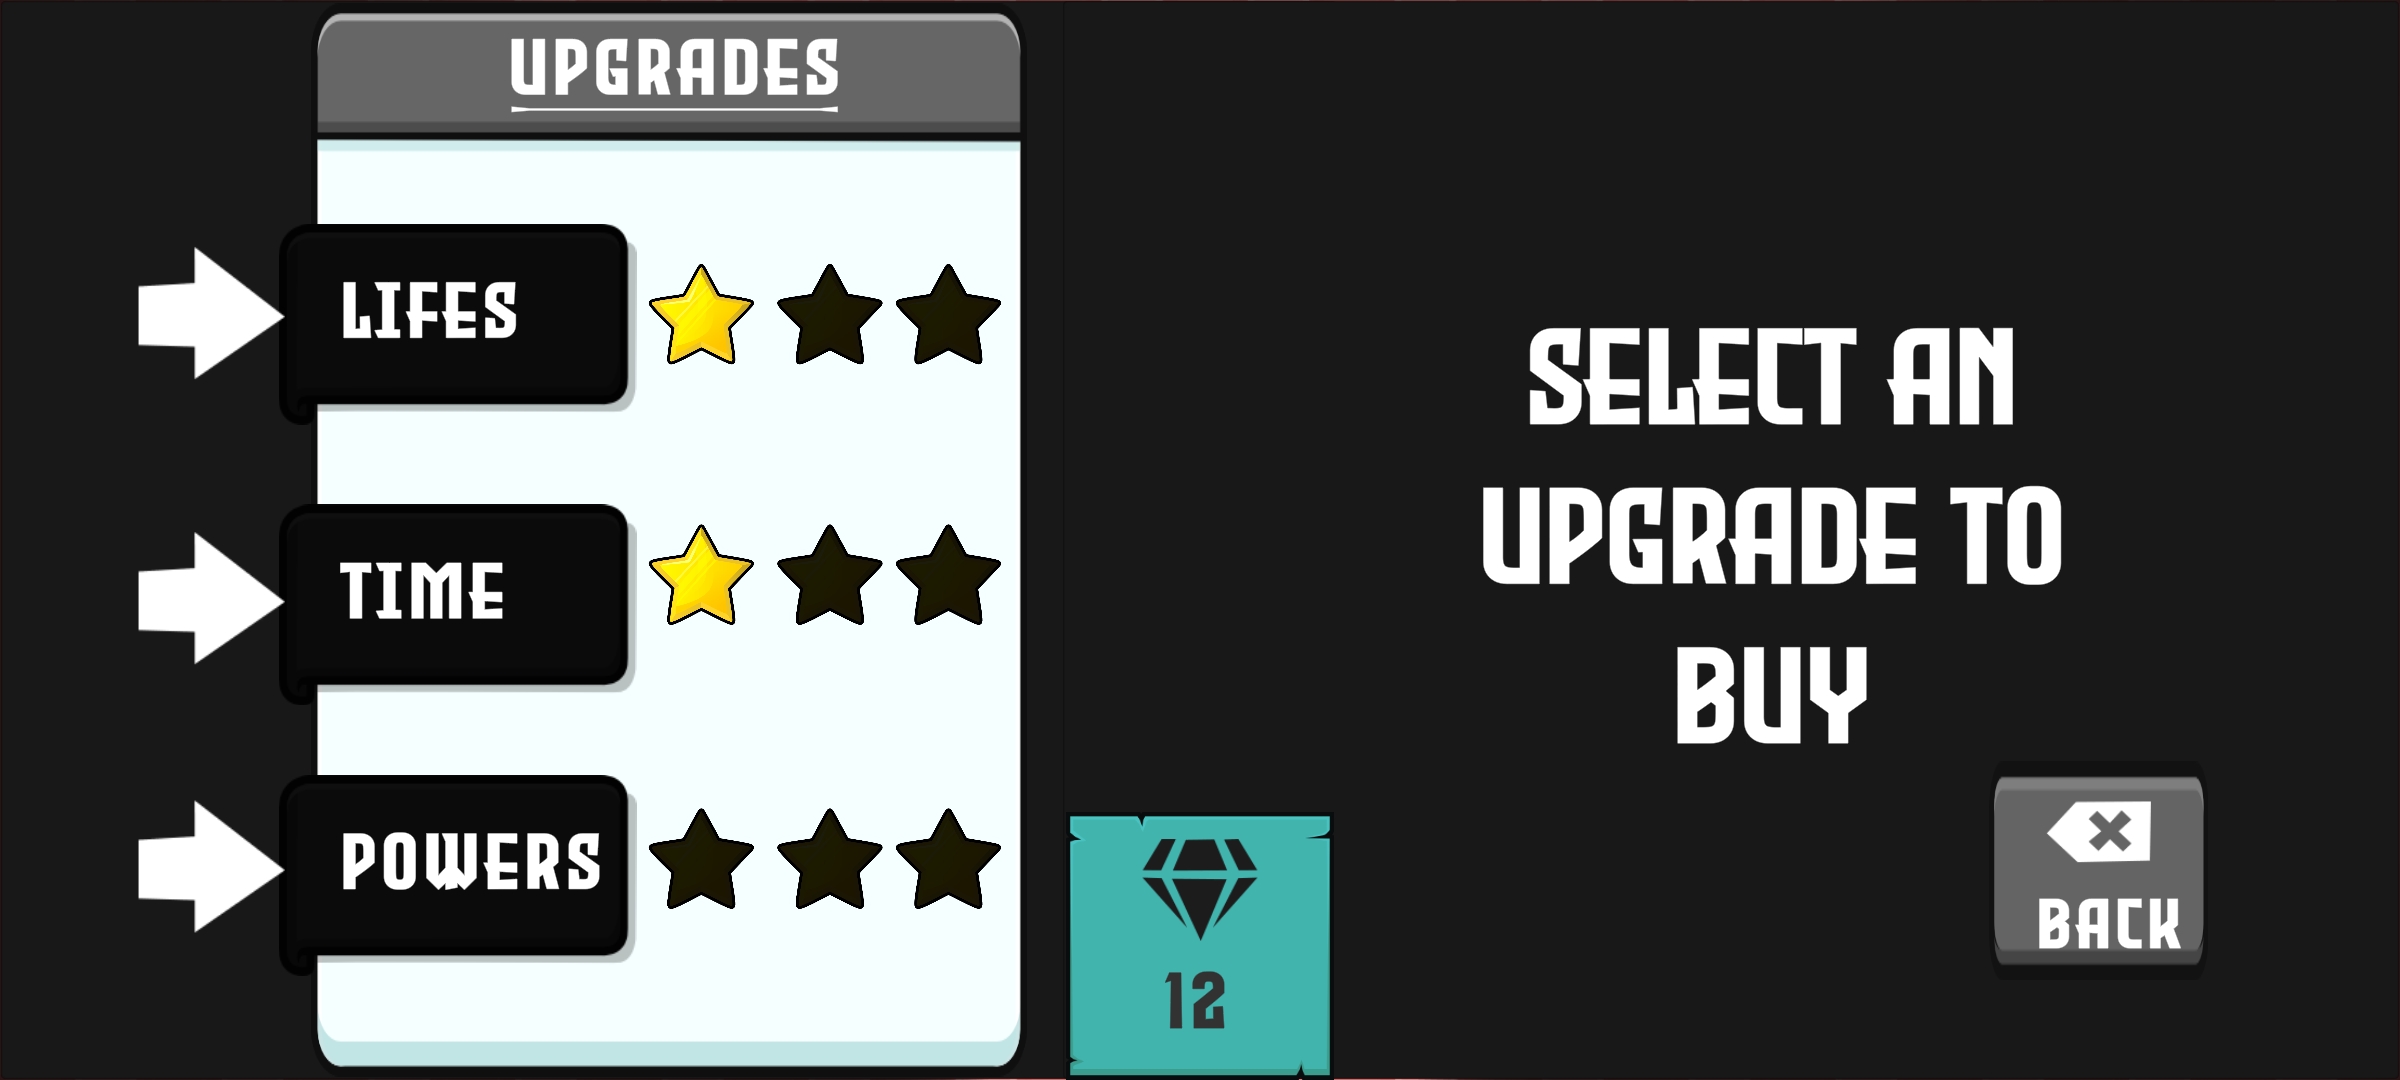 UPGRADES
LIFES
TIME
POWERS
SELECT AN
UPGRADE TO
BUY
12
BACK